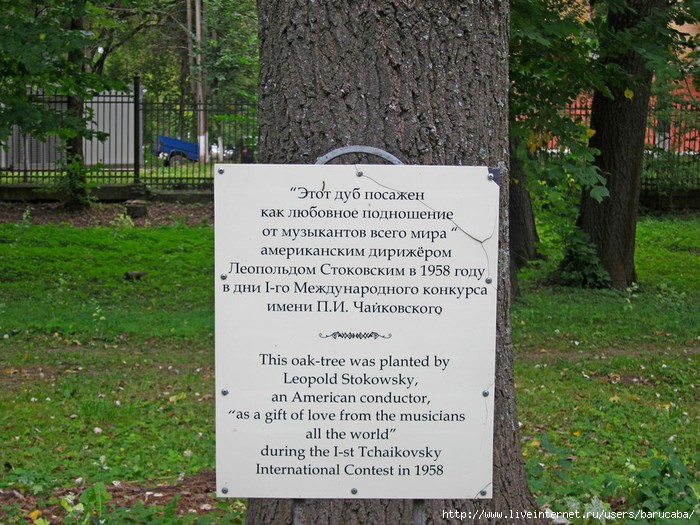 “Этот дуб посажен
как любовное подношение
от музыкантов всего мира “
американским дирижёром
Леопольдом Стоковским в 1958 году
в дни I-го Международного конкурса
имени П.И. Чайковского
This oak-tree was planted by
Leopold Stokowsky,
an American conductor,
“as a gift of love from the musicians
all the world”
during the I-st Tchaikovsky
International Contest in 1958
http://www.liveinternet.ru/users/barucaba/